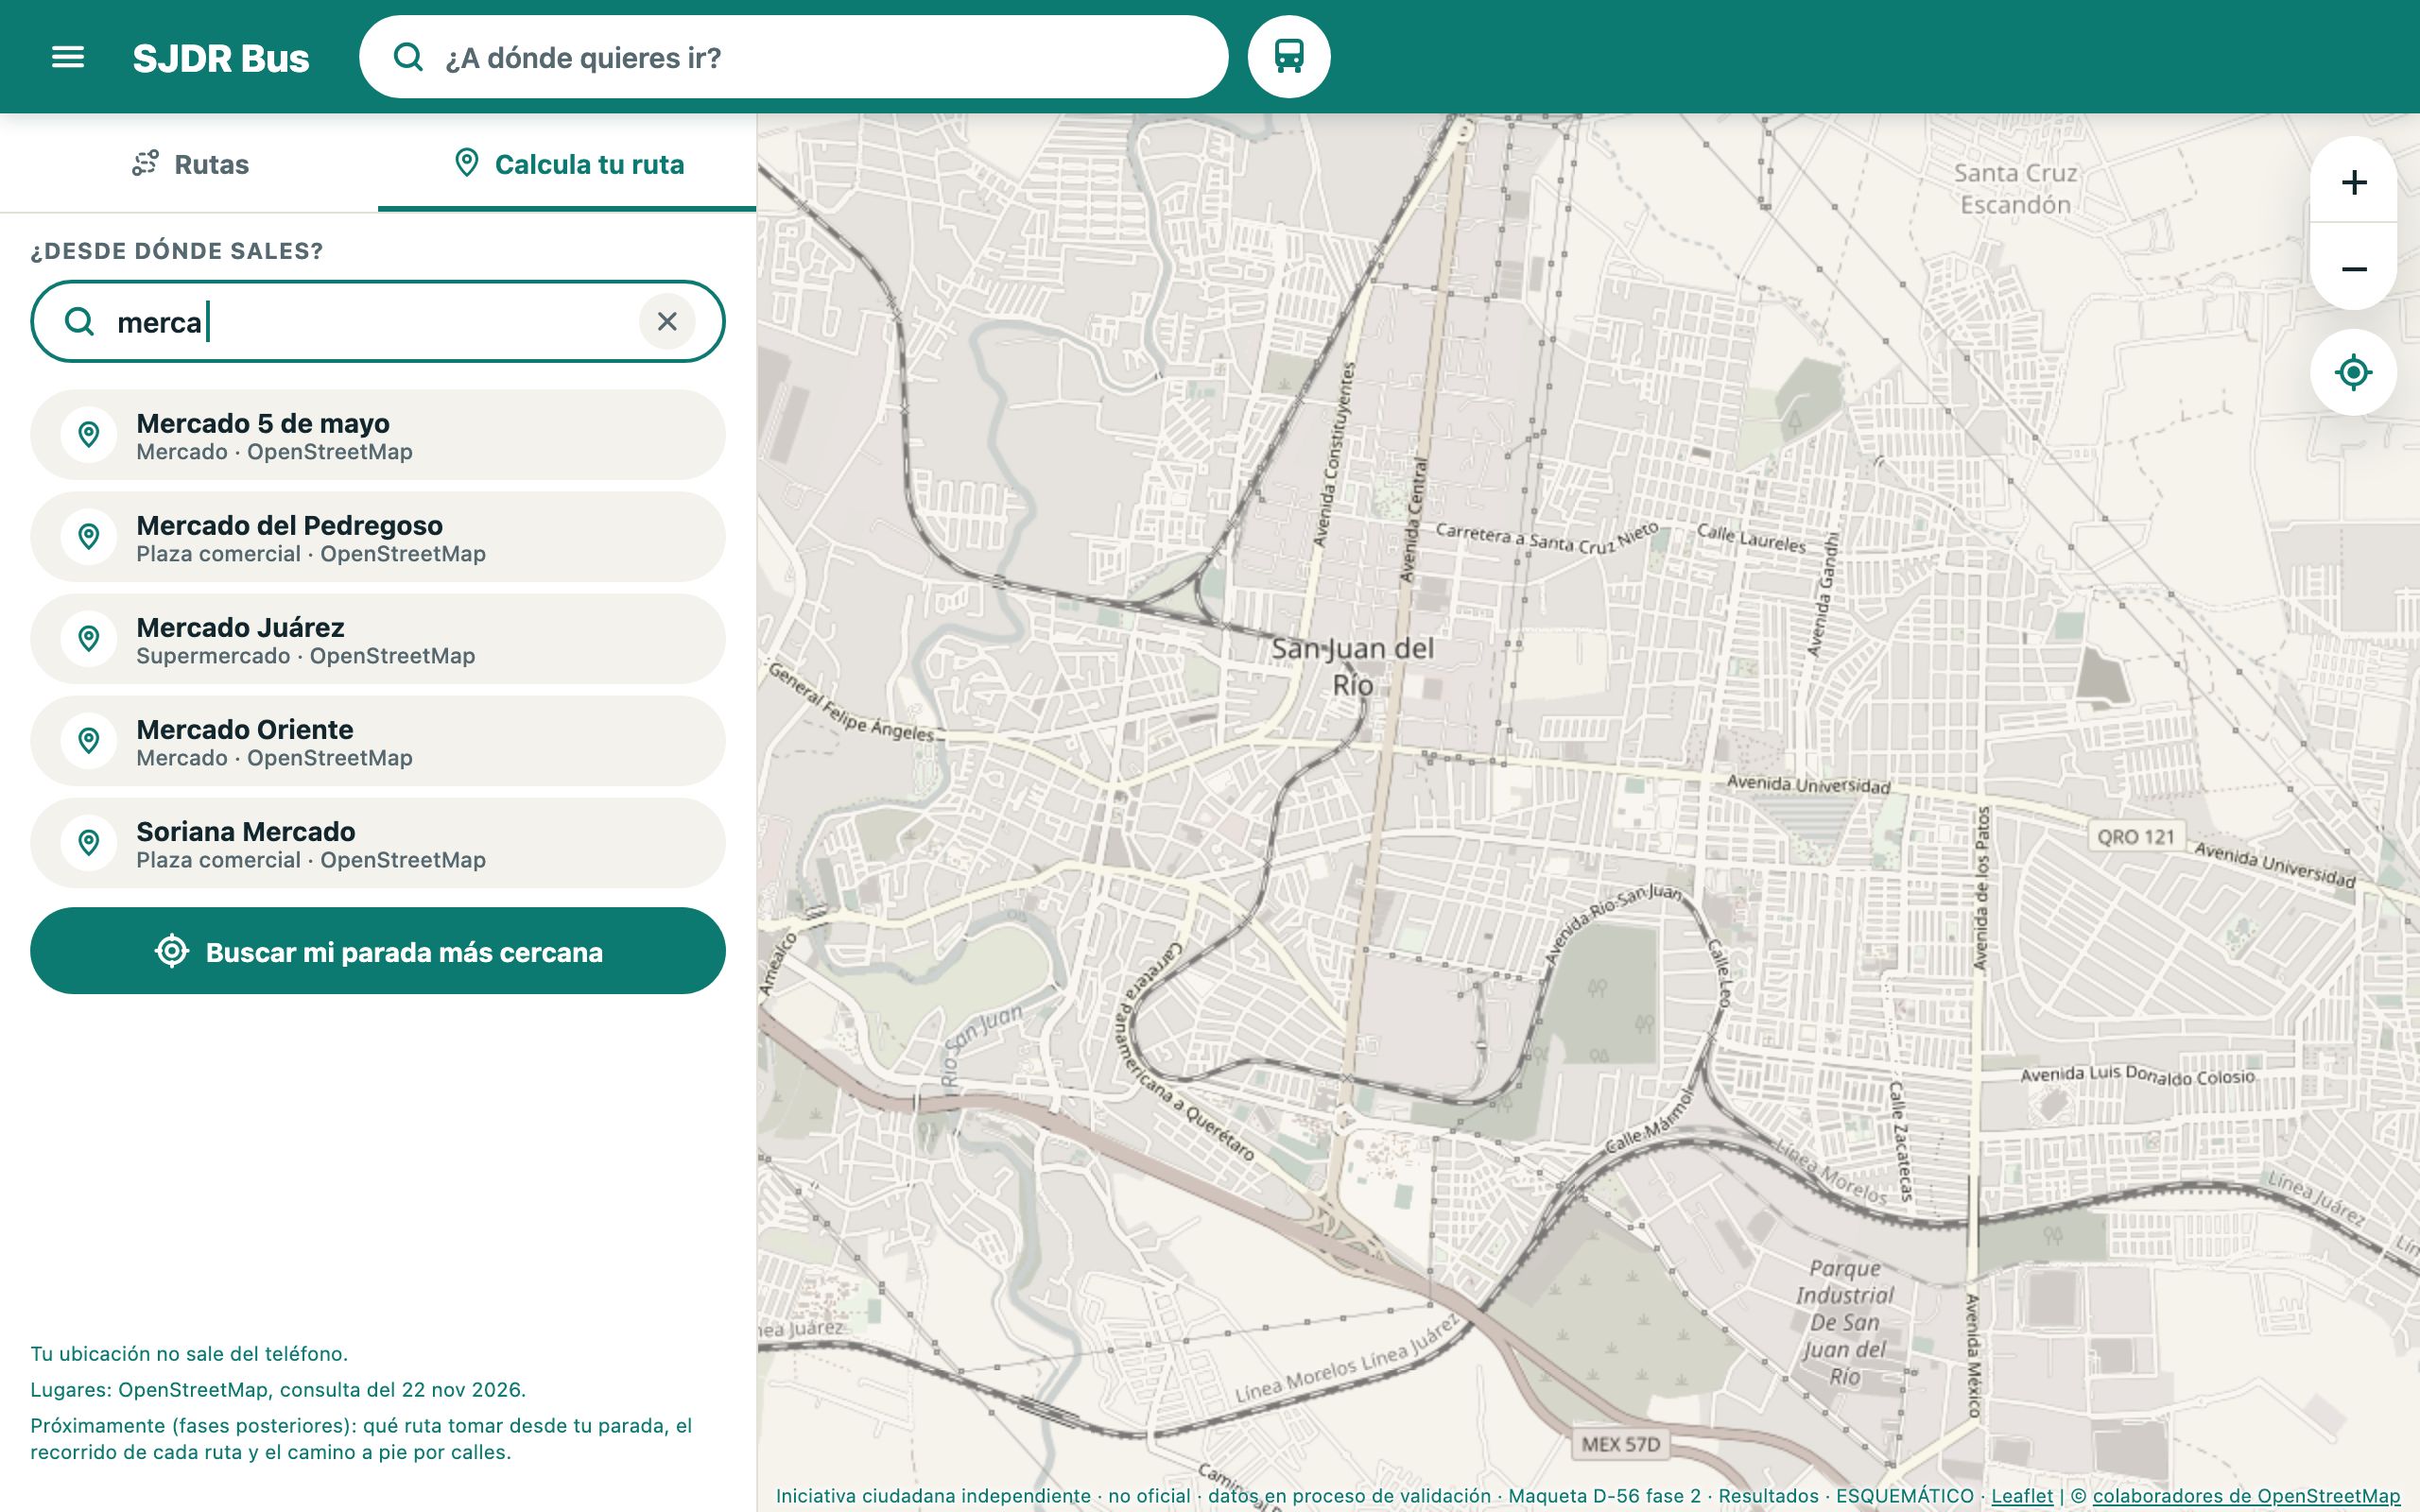 SJDR Bus
¿A dónde quieres ir?
Rutas
Calcula tu ruta
¿DESDE DÓNDE SALES?
merca
Mercado 5 de mayo
Mercado · OpenStreetMap
Mercado del Pedregoso
Plaza comercial · OpenStreetMap
Mercado Juárez
Supermercado · OpenStreetMap
Mercado Oriente
Mercado · OpenStreetMap
Soriana Mercado
Plaza comercial · OpenStreetMap
Buscar mi parada más cercana
Tu ubicación no sale del teléfono.
Lugares: OpenStreetMap, consulta del 22 nov 2026.
Próximamente (fases posteriores): qué ruta tomar desde tu parada, el
recorrido de cada ruta y el camino a pie por calles.
Santa Cruz
Escandón
+
−
Avenida Constituyentes
Avenida Central
Carretera a Santa Cruz Nieto
Calle Laureles
Avenida Gandhi
San Juan del
Río
General Felipe Ángeles
Avenida Universidad
QRO 121
Avenida Universidad
Avenida de los Patos
Avenida Río San Juan
Calle Leo
Amealco
Carretera Panamericana a Querétaro
Río San Juan
Avenida Luis Donaldo Colosio
Calle Zacatecas
Calle Mármol
Línea Morelos
Línea Juárez
Parque
Industrial
De San
Juan del
Río
Avenida México
nea Juárez
Línea Morelos Línea Juárez
MEX 57D
Iniciativa ciudadana independiente · no oficial · datos en proceso de validación · Maqueta D-56 fase 2 · Resultados · ESQUEMÁTICO · Leaflet | © colaboradores de OpenStreetMap